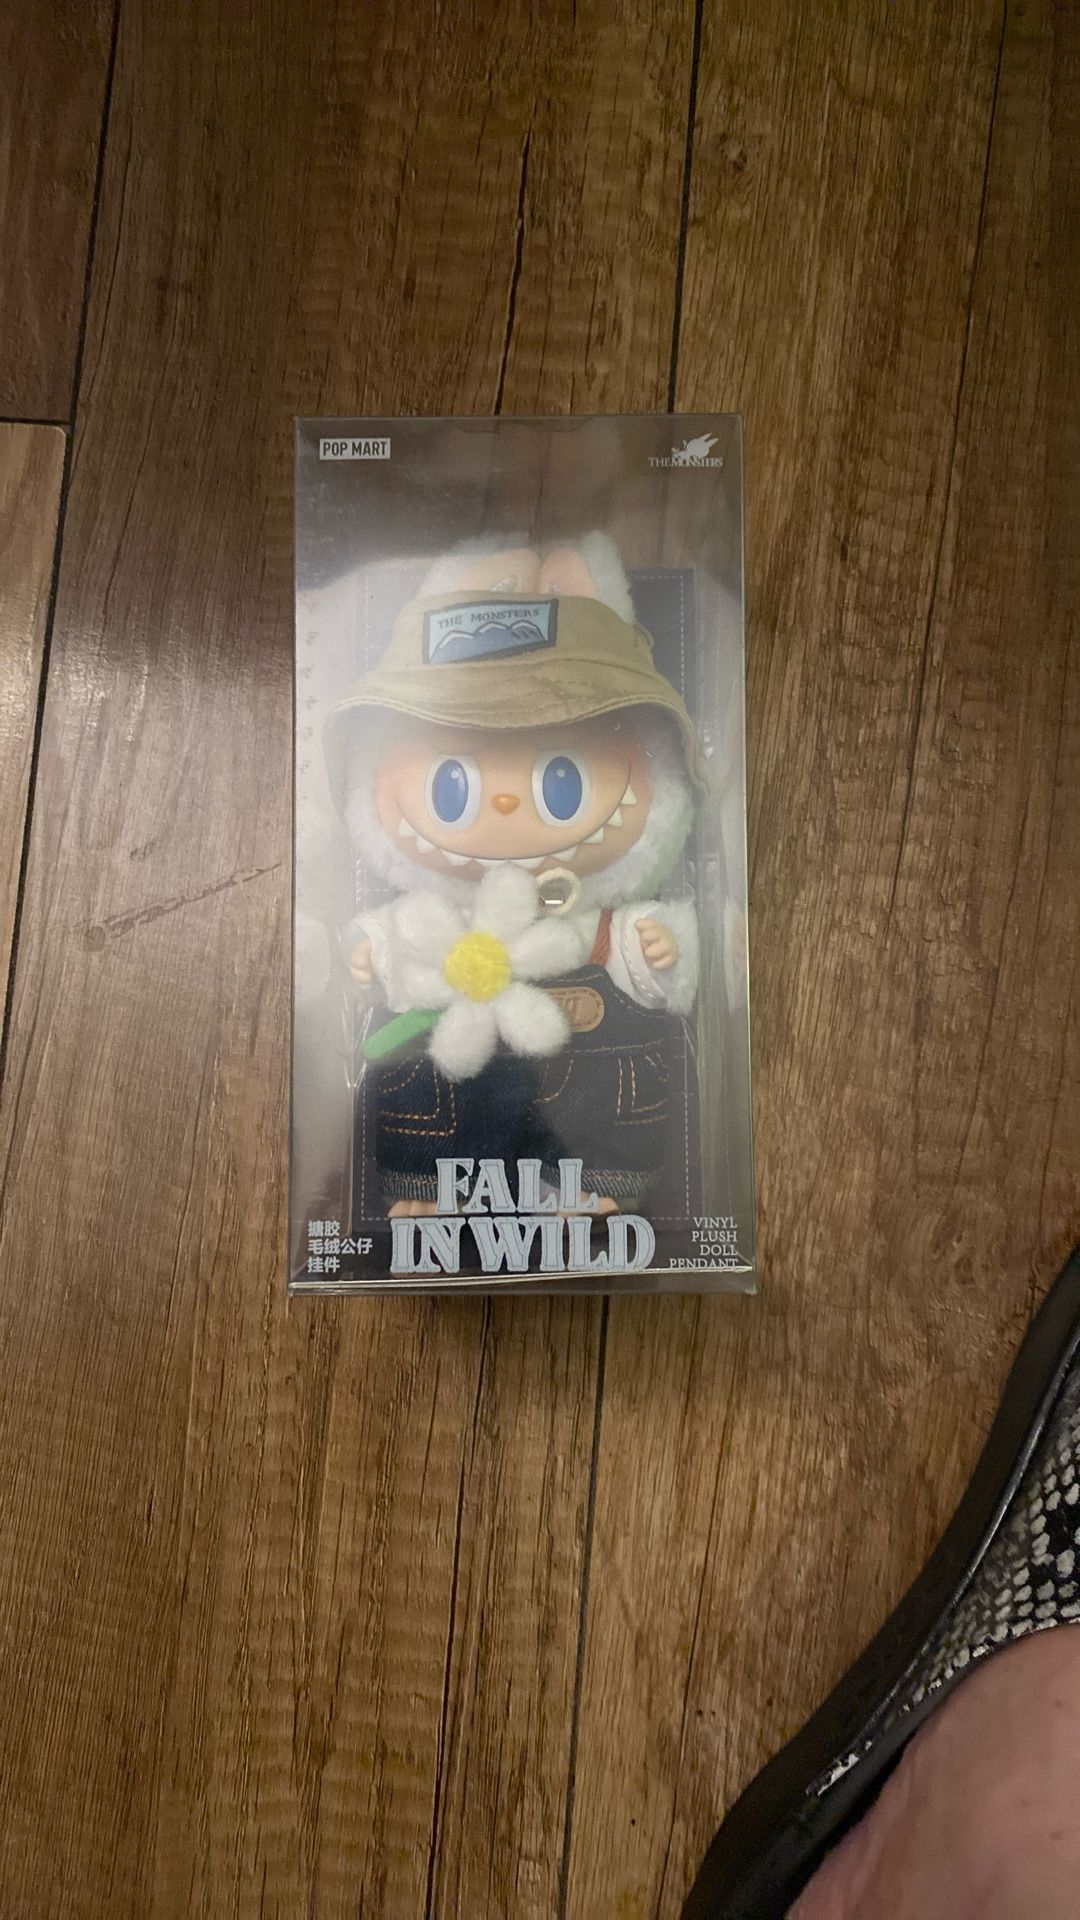 POP MART
THE MONSTERS
THE MONSTERS
FALL
IN WILD
搪胶
毛绒公仔
挂件
VINYL
PLUSH
DOLL
PENDANT